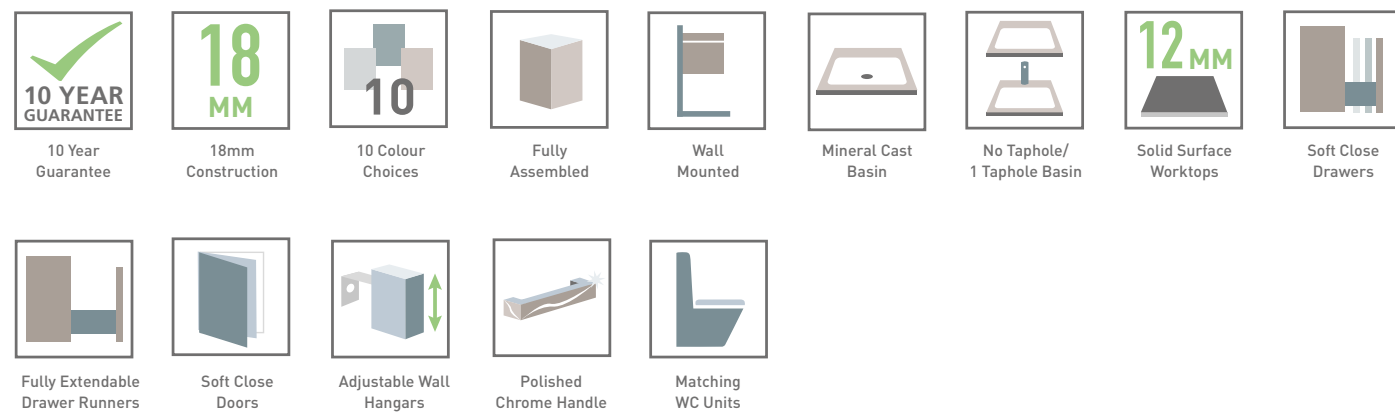 10 YEAR
GUARANTEE
10 Year
Guarantee
18
MM
18mm
Construction
10
10 Colour
Choices
Fully
Assembled
Wall
Mounted
Mineral Cast
Basin
No Taphole/
1 Taphole Basin
12 MM
Solid Surface
Worktops
Soft Close
Drawers
Fully Extendable
Drawer Runners
Soft Close
Doors
Adjustable Wall
Hangars
Polished
Chrome Handle
Matching
WC Units